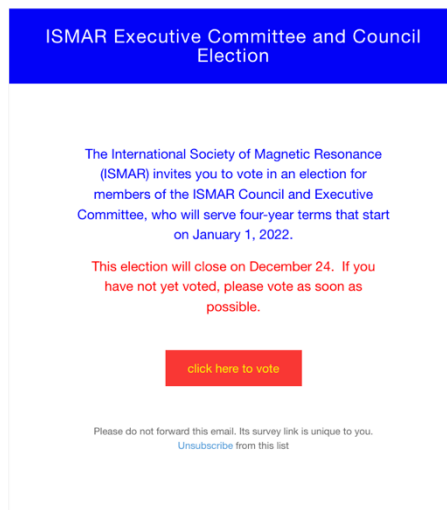 ISMAR Executive Committee and Council
Election
The International Society of Magnetic Resonance
(ISMAR) invites you to vote in an election for
members of the ISMAR Council and Executive
Committee, who will serve four-year terms that start
on January 1, 2022.
This election will close on December 24.  If you
have not yet voted, please vote as soon as
possible.
click here to vote
Please do not forward this email. Its survey link is unique to you.
Unsubscribe from this list